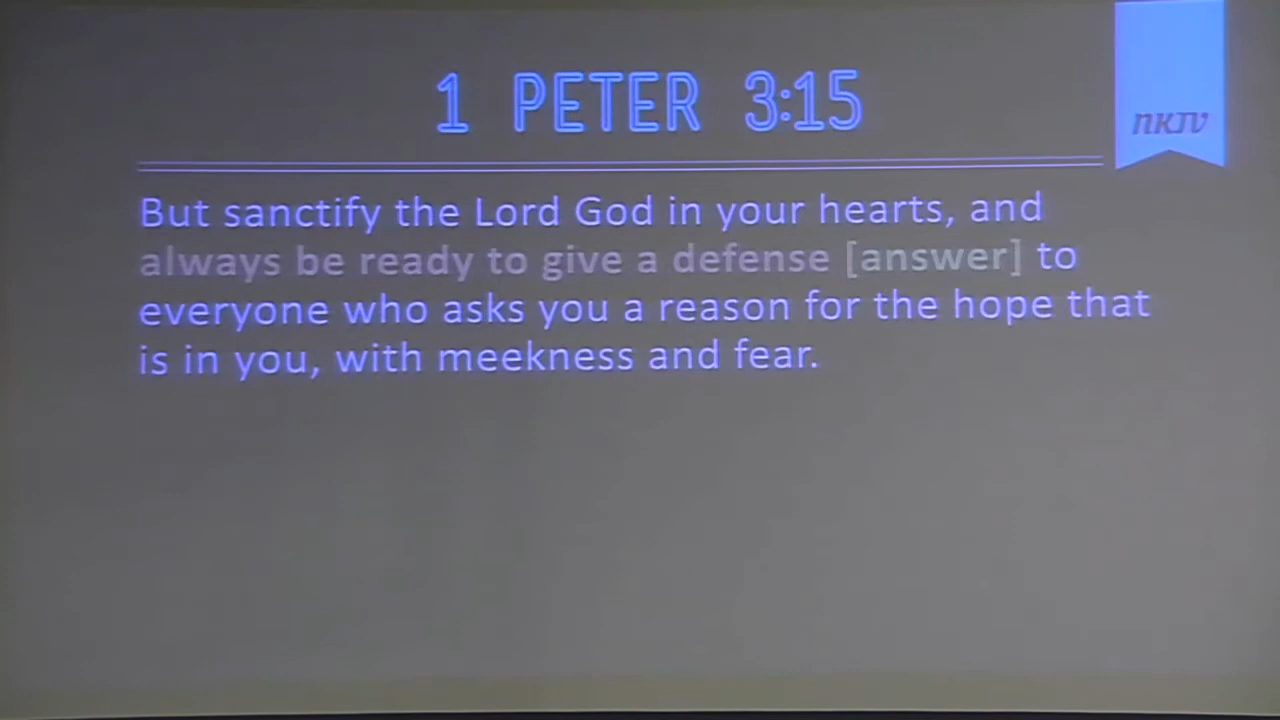 1 PETER 3:15
NKJV
But sanctify the Lord God in your hearts, and
always be ready to give a defense [answer] to
everyone who asks you a reason for the hope that
is in you, with meekness and fear.